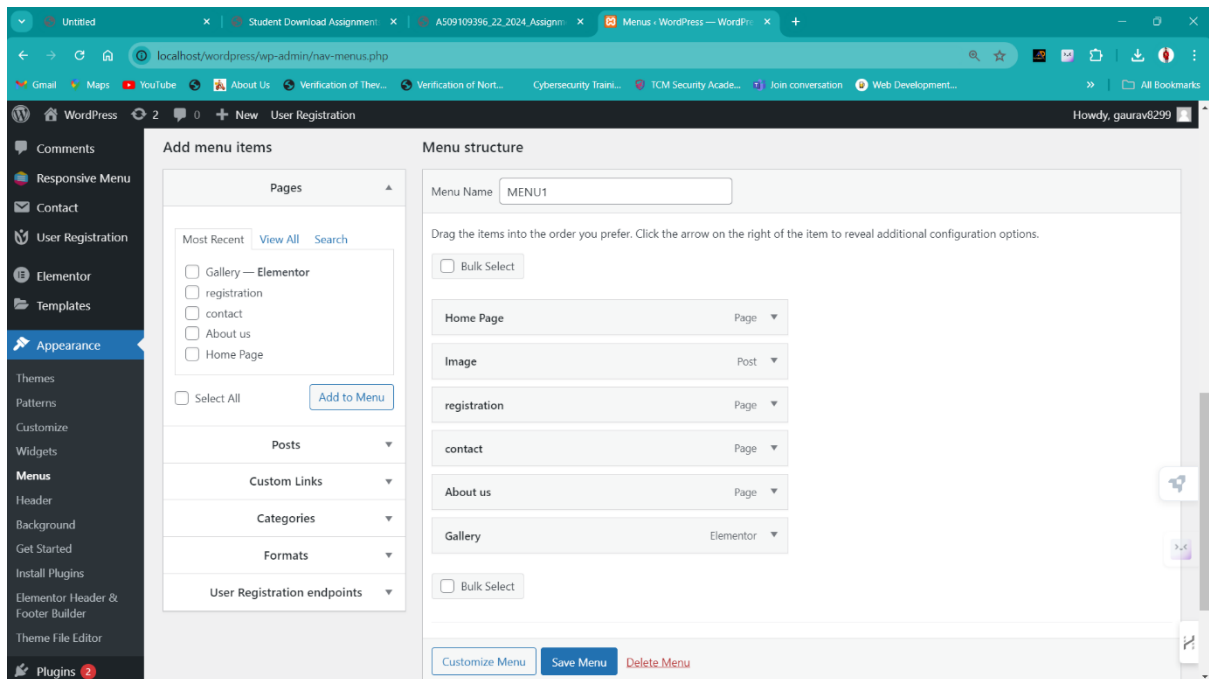 Untitled
Student Download Assignment
A509109396_22_2024_Assignm
Menus ‹ WordPress — WordPre
localhost/wordpress/wp-admin/nav-menus.php
Gmail Maps YouTube About Us Verification of Thev... Verification of Nort... Cybersecurity Traini... TCM Security Acade... Join conversation Web Development... » All Bookmarks
WordPress 2 0 + New User Registration Howdy, gaurav8299
Comments
Responsive Menu
Contact
User Registration
Elementor
Templates
Appearance
Themes
Patterns
Customize
Widgets
Menus
Header
Background
Get Started
Install Plugins
Elementor Header &
Footer Builder
Theme File Editor
Plugins 2
Add menu items
Pages
Most Recent View All Search
Gallery — Elementor
registration
contact
About us
Home Page
Select All Add to Menu
Posts
Custom Links
Categories
Formats
User Registration endpoints
Menu structure
Menu Name MENU1
Drag the items into the order you prefer. Click the arrow on the right of the item to reveal additional configuration options.
Bulk Select
Home Page Page
Image Post
registration Page
contact Page
About us Page
Gallery Elementor
Bulk Select
Customize Menu Save Menu Delete Menu